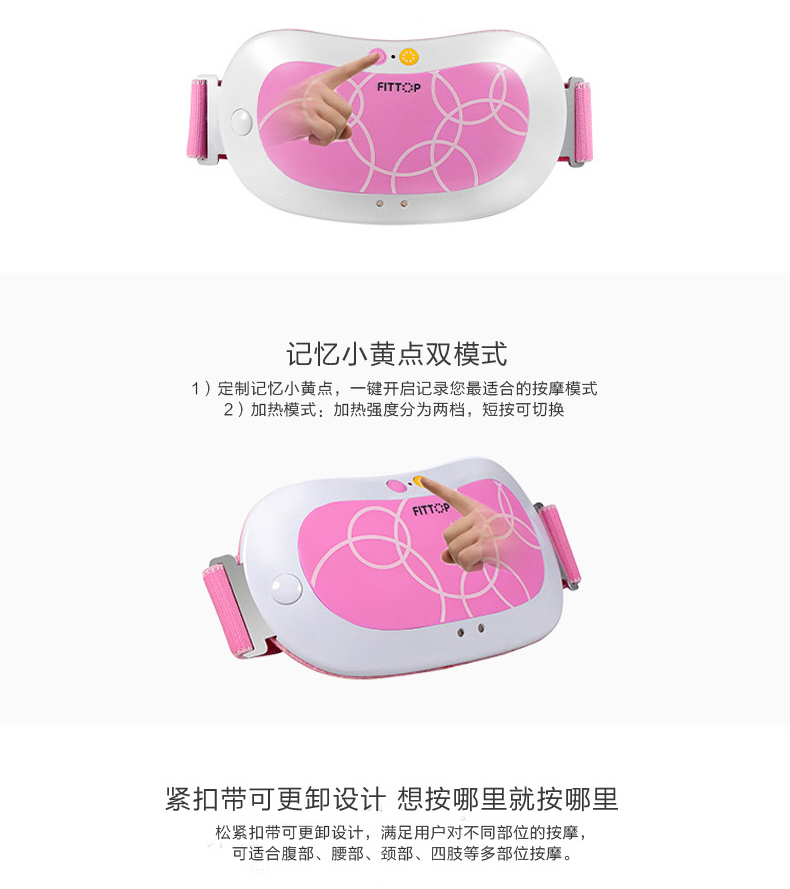 FITTOP
记忆小黄点双模式
1）定制记忆小黄点，一键开启记录您最适合的按摩模式
2）加热模式：加热强度分为两档，短按可切换
FITTOP
紧扣带可更卸设计 想按哪里就按哪里
松紧扣带可更卸设计，满足用户对不同部位的按摩，
可适合腹部、腰部、颈部、四肢等多部位按摩。